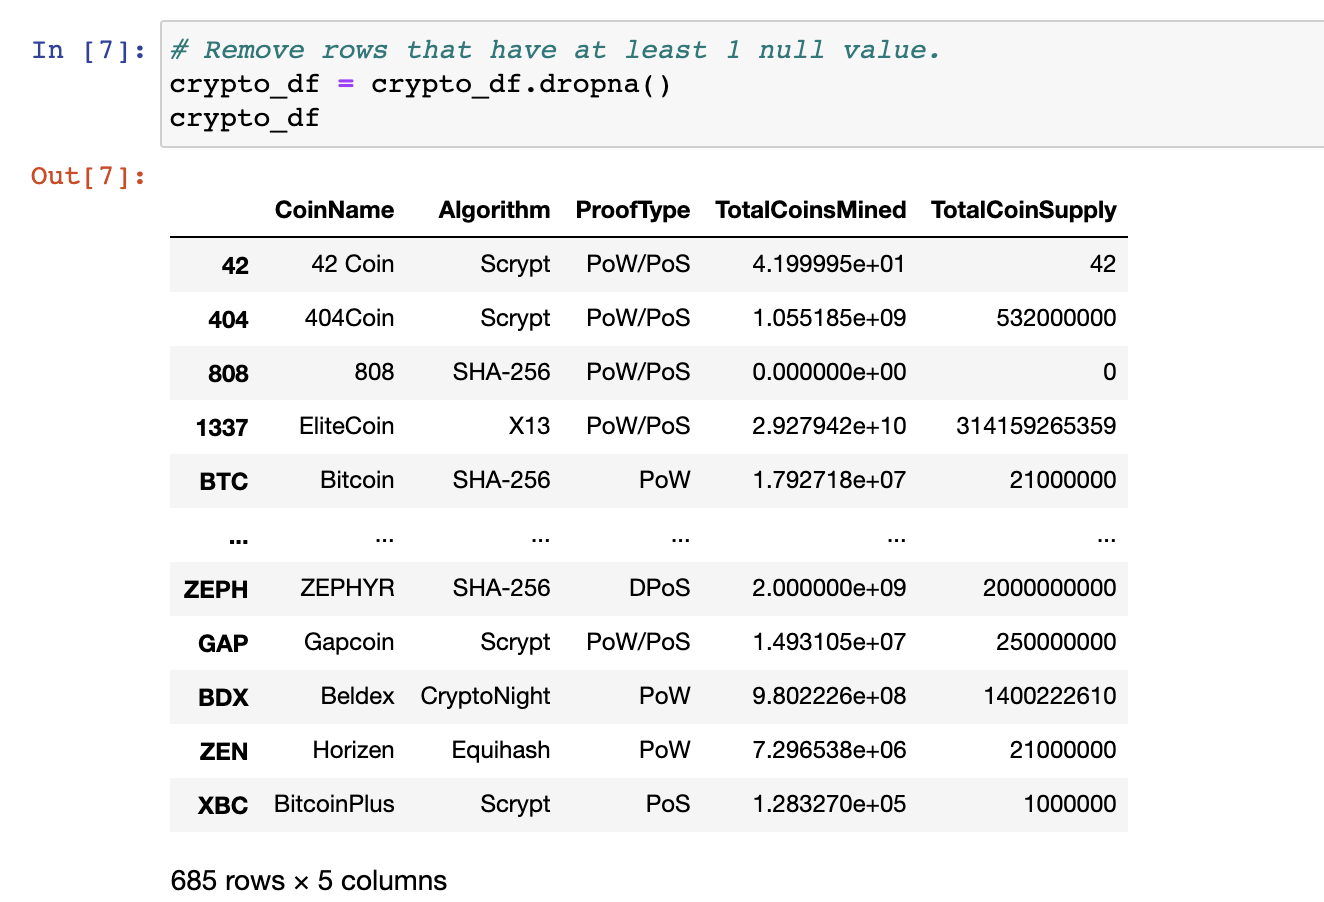 In [7]: # Remove rows that have at least 1 null value.
crypto_df = crypto_df.dropna()
crypto_df
Out[7]:
CoinName Algorithm ProofType TotalCoinsMined TotalCoinSupply
42 42 Coin Scrypt PoW/PoS 4.199995e+01 42
404 404Coin Scrypt PoW/PoS 1.055185e+09 532000000
808 808 SHA-256 PoW/PoS 0.000000e+00 0
1337 EliteCoin X13 PoW/PoS 2.927942e+10 314159265359
BTC Bitcoin SHA-256 PoW 1.792718e+07 21000000
... ... ... ... ... ...
ZEPH ZEPHYR SHA-256 DPoS 2.000000e+09 2000000000
GAP Gapcoin Scrypt PoW/PoS 1.493105e+07 250000000
BDX Beldex CryptoNight PoW 9.802226e+08 1400222610
ZEN Horizen Equihash PoW 7.296538e+06 21000000
XBC BitcoinPlus Scrypt PoS 1.283270e+05 1000000
685 rows × 5 columns